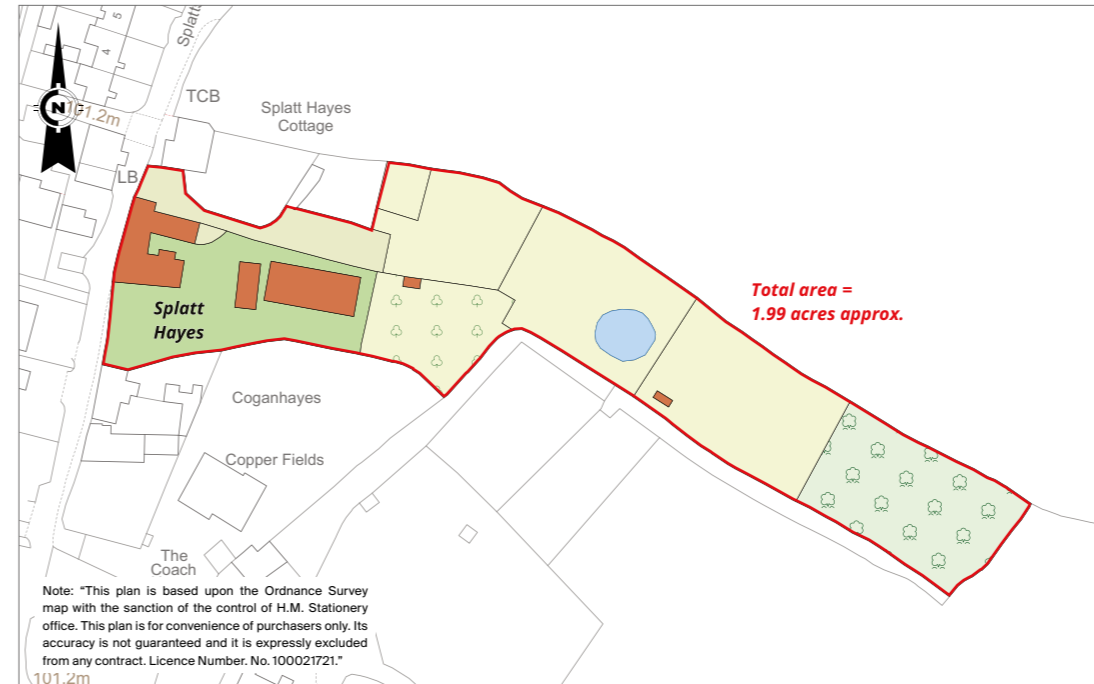 5
4
Splatt
TCB
101.2m
N
Splatt Hayes
Cottage
LB
Total area =
1.99 acres approx.
Splatt
Hayes
Coganhayes
Copper Fields
The
Coach
Note: “This plan is based upon the Ordnance Survey
map with the sanction of the control of H.M. Stationery
office. This plan is for convenience of purchasers only. Its
accuracy is not guaranteed and it is expressly excluded
from any contract. Licence Number. No. 100021721.”
101.2m